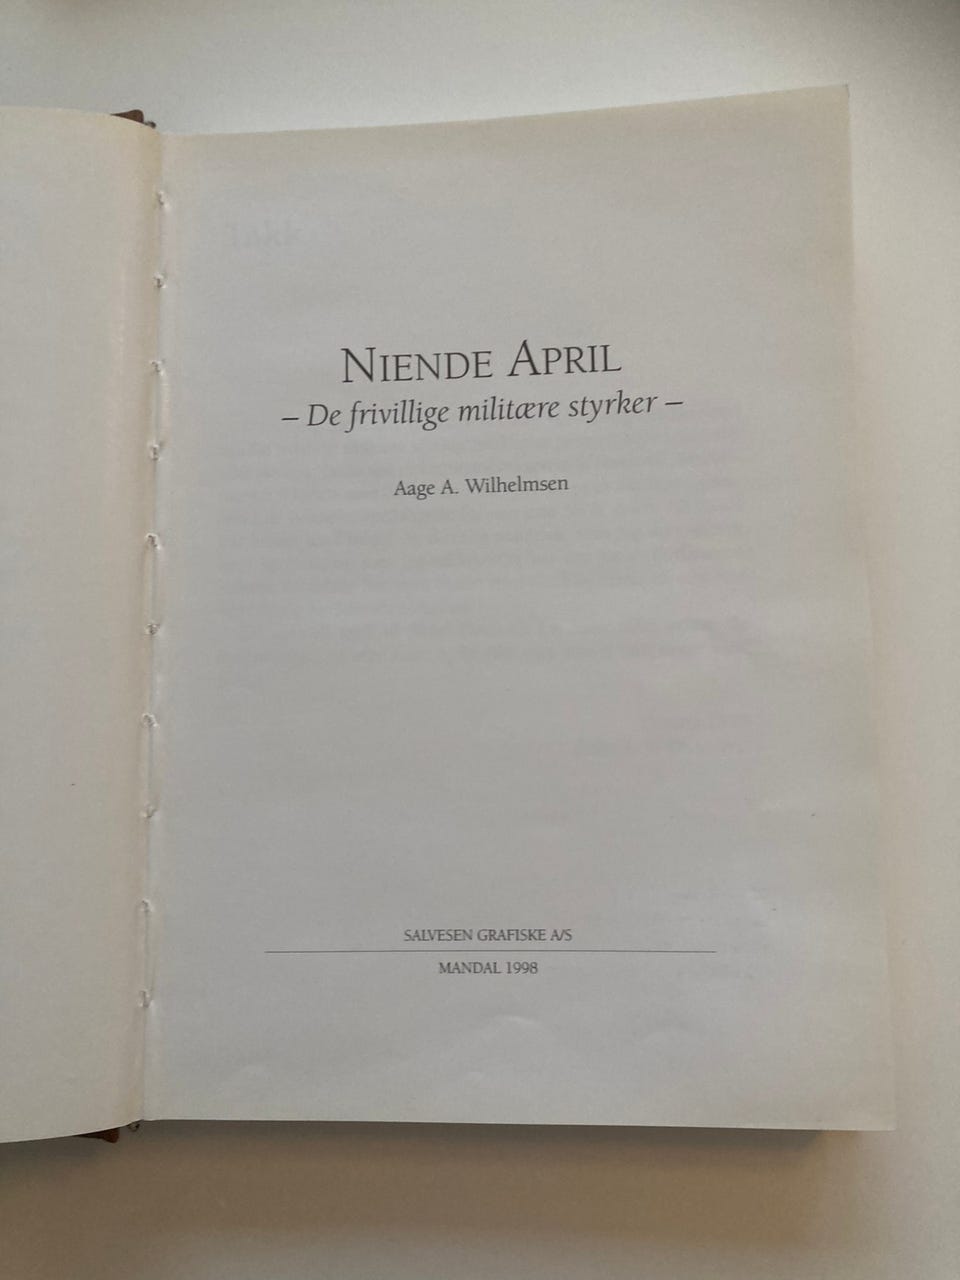 NIENDE APRIL
– De frivillige militære styrker –
Aage A. Wilhelmsen
SALVESEN GRAFISKE A/S
MANDAL 1998